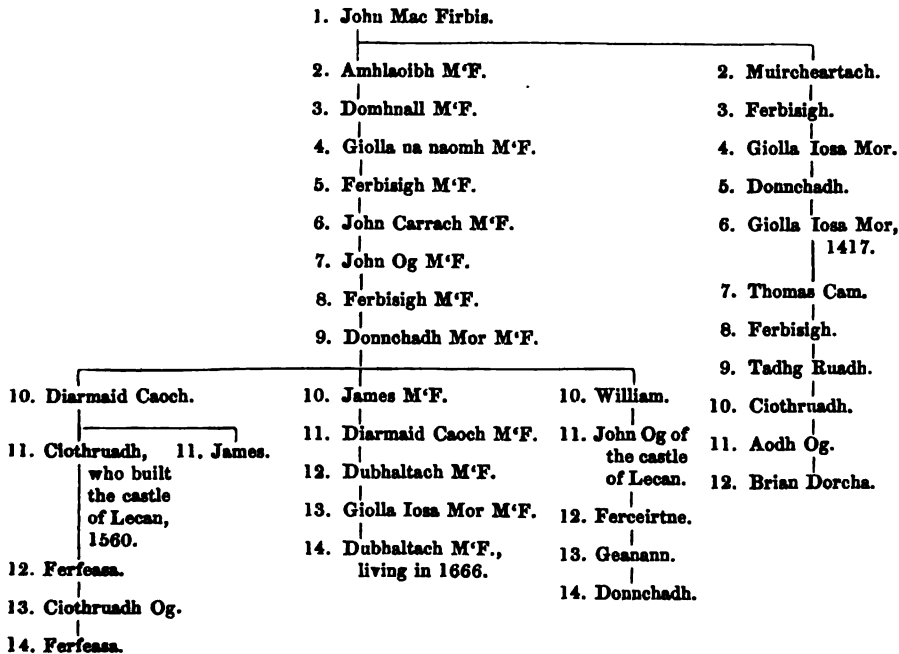 1. John Mac Firbis.
2. Amhlaoibh M‘F.
3. Domhnall M‘F.
4. Giolla na naomh M‘F.
5. Ferbisigh M‘F.
6. John Carrach M‘F.
7. John Og M‘F.
8. Ferbisigh M‘F.
9. Donnchadh Mor M‘F.
10. Diarmaid Caoch.
11. Clothruadh,
who built
the castle
of Lecan,
1560.
11. James.
12. Ferfeasa.
13. Ciothruadh Og.
14. Ferfeasa.
10. James M‘F.
11. Diarmaid Caoch M‘F.
12. Dubhaltach M‘F.
13. Giolla Iosa Mor M‘F.
14. Dubhaltach M‘F.,
living in 1666.
10. William.
11. John Og of
the castle
of Lecan.
12. Ferceirtne.
13. Geanann.
14. Donnchadh.
2. Muircheartach.
3. Ferbisigh.
4. Giolla Iosa Mor.
5. Donnchadh.
6. Giolla Iosa Mor,
1417.
7. Thomas Cam.
8. Ferbisigh.
9. Tadhg Ruadh.
10. Ciothruadh.
11. Aodh Og.
12. Brian Dorcha.